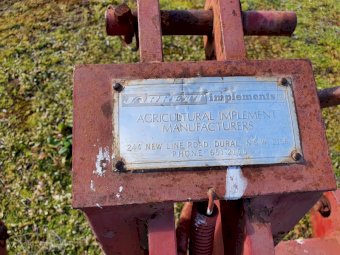 Implements
AGRICULTURAL IMPLEMENT
MANUFACTURERS
244 NEW LINE ROAD, DURAL
PHONE